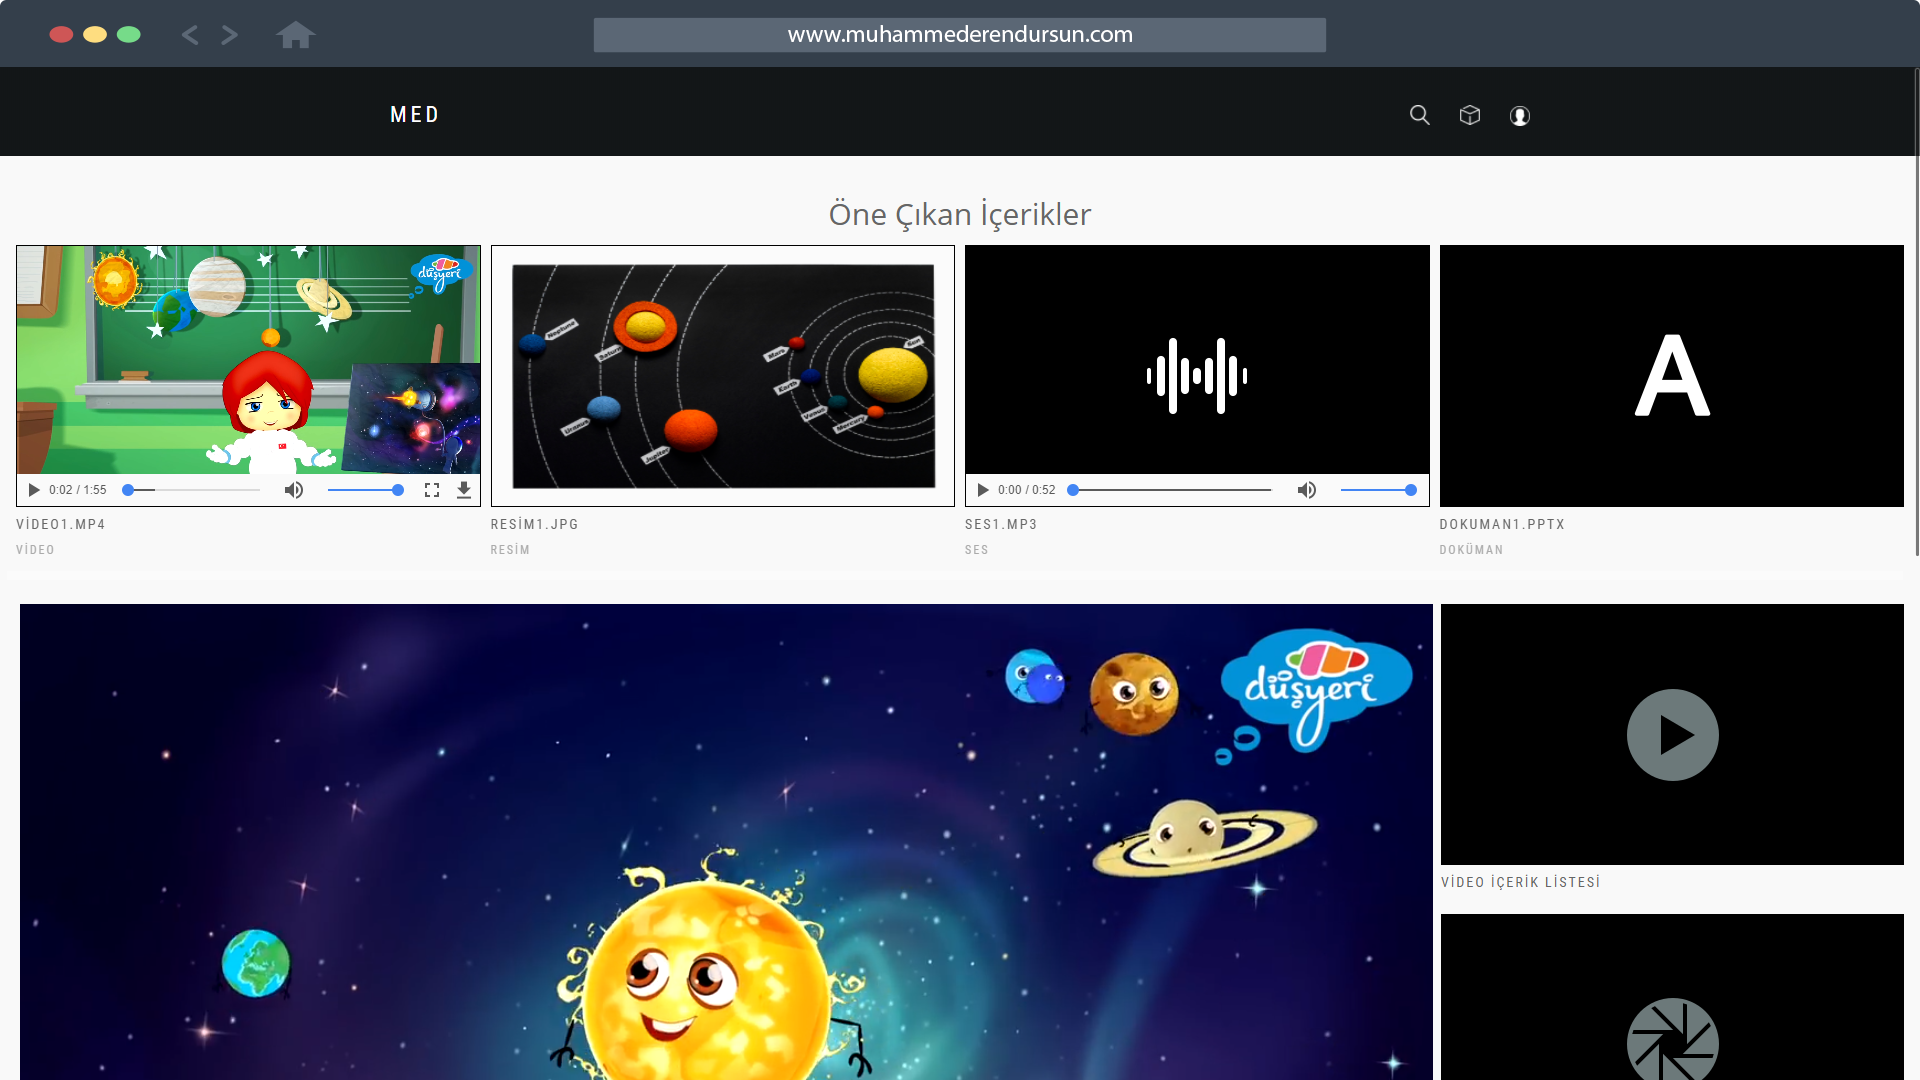 www.muhammederendursun.com
MED
Öne Çıkan İçerikler
düşyeri
Neptune
Saturn
Uranus
Jupiter
Mars
Earth
Venus
Mercury
Sun
A
0:02 / 1:55
0:00 / 0:52
VİDEO1.MP4
RESİM1.JPG
SES1.MP3
DOKUMAN1.PPTX
VİDEO
RESİM
SES
DOKÜMAN
düşyeri
VİDEO İÇERİK LİSTESİ